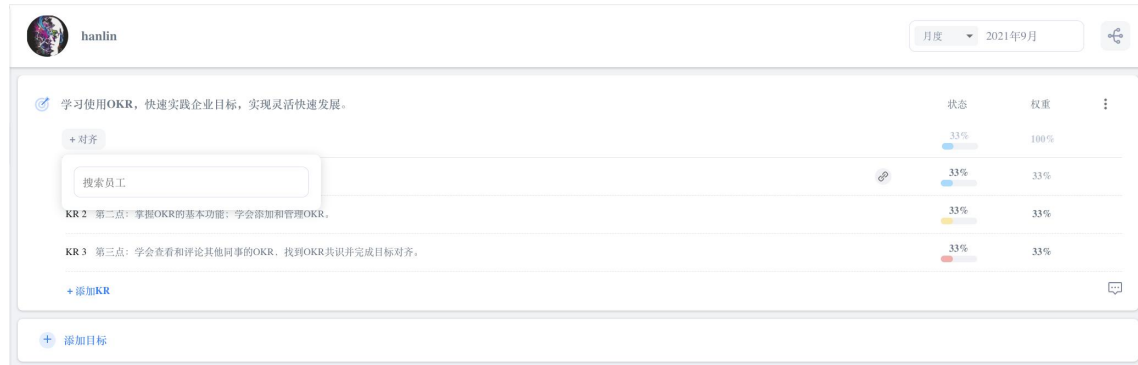 hanlin
月度 2021年9月
学习使用OKR，快速实践企业目标，实现灵活快速发展。
状态 权重
+对齐
33% 100%
搜索员工
33% 33%
KR 2 第二点：掌握OKR的基本功能；学会添加和管理OKR。
33% 33%
KR 3 第三点：学会查看和评论其他同事的OKR，找到OKR共识并完成目标对齐。
33% 33%
+添加KR
+ 添加目标